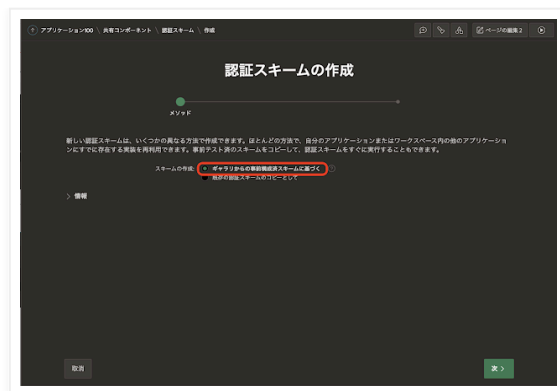 アプリケーション100 \ 共有コンポーネント \ 認証スキーム \ 作成
ページの編集2
認証スキームの作成
メソッド
新しい認証スキームは、いくつかの異なる方法で作成できます。ほとんどの方法で、自分のアプリケーションまたはワークスペース内の他のアプリケーショ
ンにすでに存在する実装を再利用できます。事前テスト済のスキームをコピーして、認証スキームをすぐに実行することもできます。
スキームの作成: ギャラリからの事前構成済スキームに基づく
既存の認証スキームのコピーとして
> 情報
取消
次 >